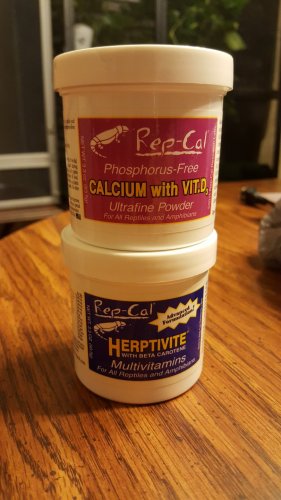 Rep-Cal
Phosphorus-Free
CALCIUM with VIT.D3
Ultrafine Powder
For All Reptiles and Amphibians
Rep-Cal
Advanced
Formulation!
HERPTIVITE
WITH BETA CAROTENE
Multivitamins
For All Reptiles and Amphibians